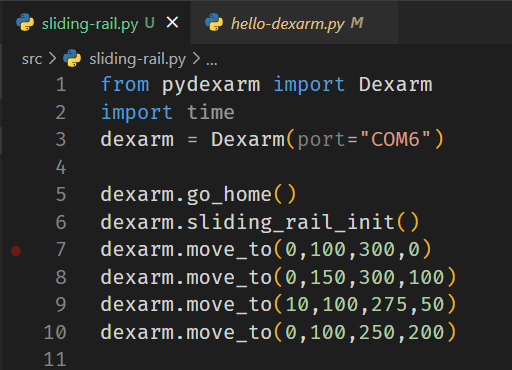 sliding-rail.py U × hello-dexarm.py M
src > sliding-rail.py > ...
1 from pydexarm import Dexarm
2 import time
3 dexarm = Dexarm(port="COM6")
4
5 dexarm.go_home()
6 dexarm.sliding_rail_init()
7 dexarm.move_to(0,100,300,0)
8 dexarm.move_to(0,150,300,100)
9 dexarm.move_to(10,100,275,50)
10 dexarm.move_to(0,100,250,200)
11